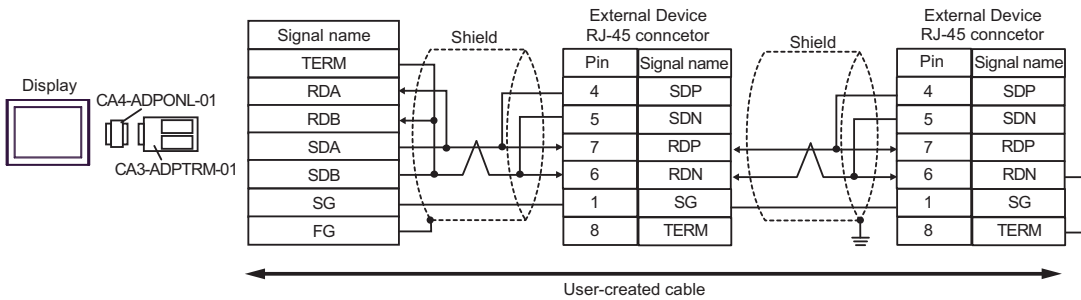 Display
CA4-ADPONL-01
CA3-ADPTRM-01
Signal name
TERM
RDA
RDB
SDA
SDB
SG
FG
Shield
External Device
RJ-45 conncetor
Pin Signal name
4 SDP
5 SDN
7 RDP
6 RDN
1 SG
8 TERM
Shield
External Device
RJ-45 conncetor
Pin Signal name
4 SDP
5 SDN
7 RDP
6 RDN
1 SG
8 TERM
User-created cable